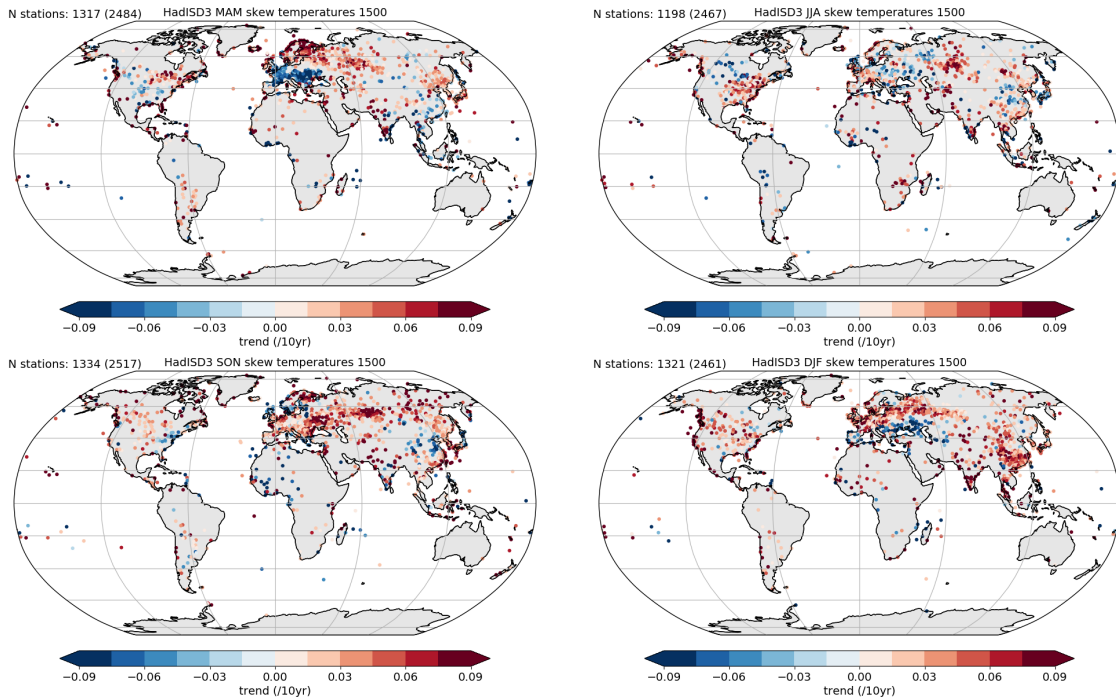 N stations: 1317 (2484) HadISD3 MAM skew temperatures 1500
−0.09 −0.06 −0.03 0.00 0.03 0.06 0.09
trend (/10yr)
N stations: 1198 (2467) HadISD3 JJA skew temperatures 1500
−0.09 −0.06 −0.03 0.00 0.03 0.06 0.09
trend (/10yr)
N stations: 1334 (2517) HadISD3 SON skew temperatures 1500
−0.09 −0.06 −0.03 0.00 0.03 0.06 0.09
trend (/10yr)
N stations: 1321 (2461) HadISD3 DJF skew temperatures 1500
−0.09 −0.06 −0.03 0.00 0.03 0.06 0.09
trend (/10yr)